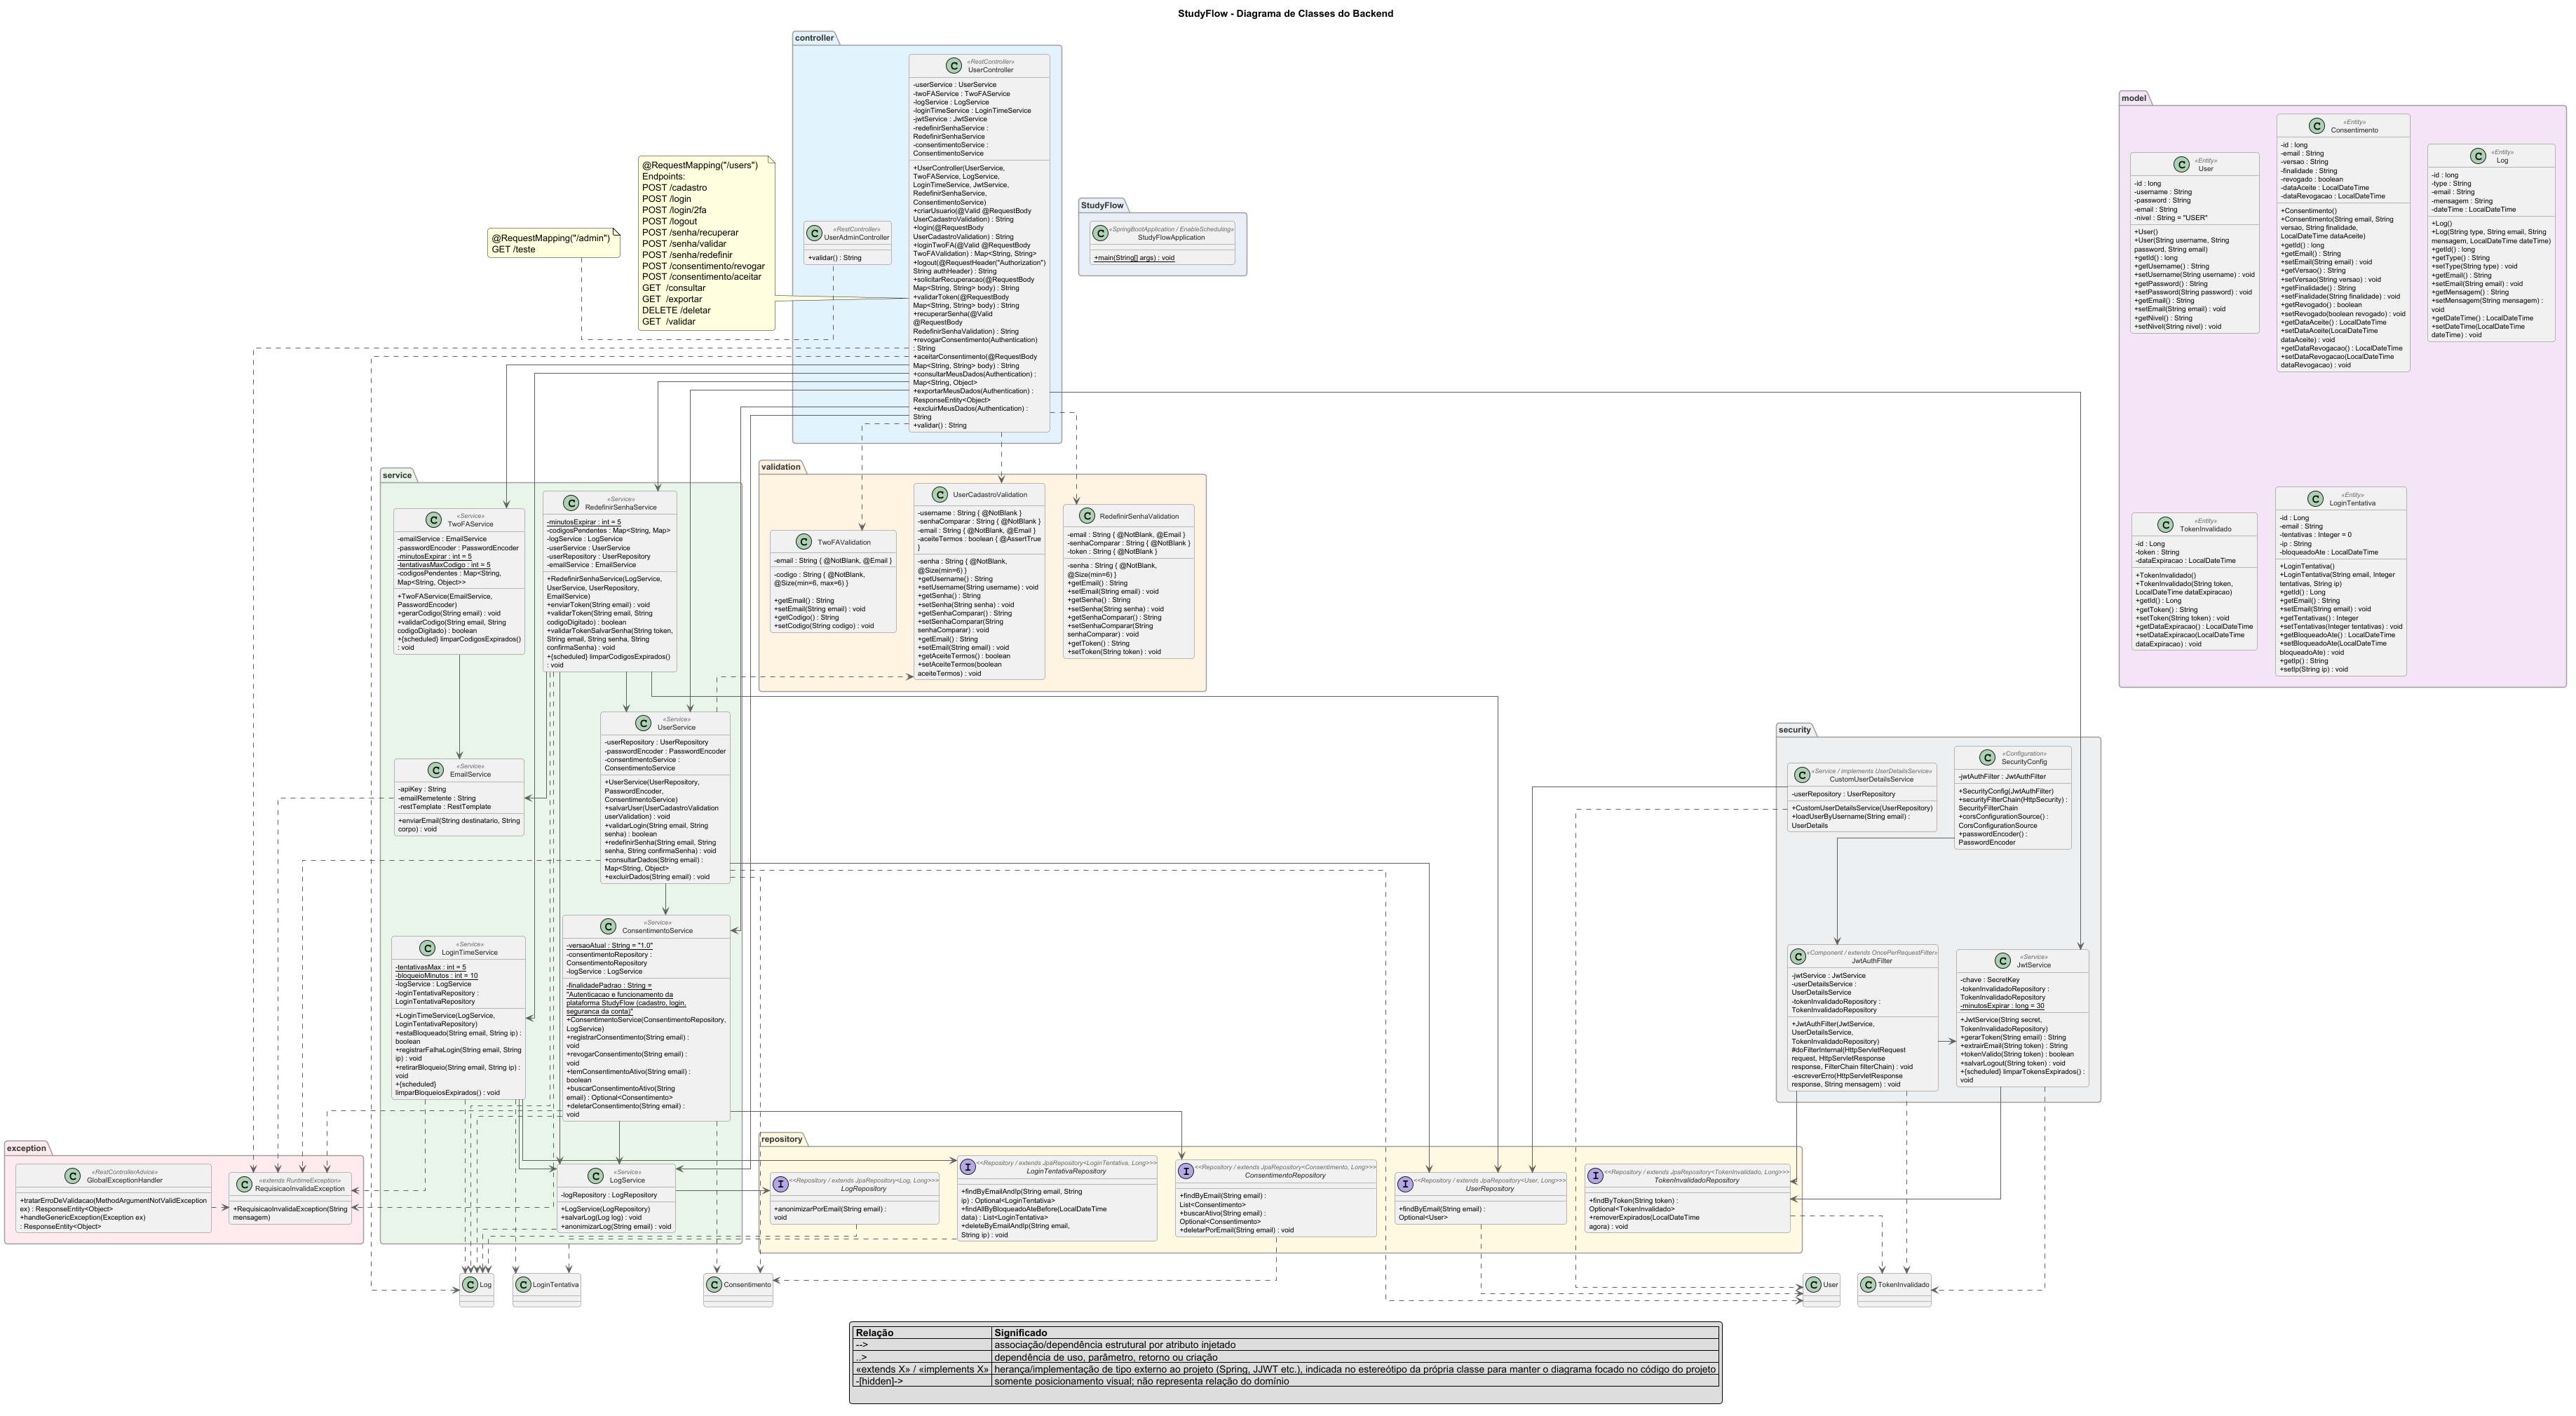 StudyFlow - Diagrama de Classes do Backend
controller
«RestController»
UserController
-userService : UserService
-twoFAService : TwoFAService
-logService : LogService
-loginTimeService : LoginTimeService
-jwtService : JwtService
-redefinirSenhaService :
RedefinirSenhaService
-consentimentoService :
ConsentimentoService
+UserController(UserService,
TwoFAService, LogService,
LoginTimeService, JwtService,
RedefinirSenhaService,
ConsentimentoService)
+criarUsuario(@Valid @RequestBody
UserCadastroValidation) : String
+login(@RequestBody
UserCadastroValidation) : String
+loginTwoFA(@Valid @RequestBody
TwoFAValidation) : Map<String, String>
+logout(@RequestHeader("Authorization")
String authHeader) : String
+solicitarRecuperacao(@RequestBody
Map<String, String> body) : String
+validarToken(@RequestBody
Map<String, String> body) : String
+recuperarSenha(@Valid
@RequestBody
RedefinirSenhaValidation) : String
+revogarConsentimento(Authentication)
: String
+aceitarConsentimento(@RequestBody
Map<String, String> body) : String
+consultarMeusDados(Authentication) :
Map<String, Object>
+exportarMeusDados(Authentication) :
ResponseEntity<Object>
+excluirMeusDados(Authentication) :
String
+validar() : String
«RestController»
UserAdminController
+validar() : String
@RequestMapping("/users")
Endpoints:
POST /cadastro
POST /login
POST /login/2fa
POST /logout
POST /senha/recuperar
POST /senha/validar
POST /senha/redefinir
POST /consentimento/revogar
POST /consentimento/aceitar
GET  /consultar
GET  /exportar
DELETE /deletar
GET  /validar
@RequestMapping("/admin")
GET /teste
StudyFlow
«SpringBootApplication / EnableScheduling»
StudyFlowApplication
+main(String[] args) : void
model
«Entity»
User
-id : long
-username : String
-password : String
-email : String
-nivel : String = "USER"
+User()
+User(String username, String
password, String email)
+getId() : long
+getUsername() : String
+setUsername(String username) : void
+getPassword() : String
+setPassword(String password) : void
+getEmail() : String
+setEmail(String email) : void
+getNivel() : String
+setNivel(String nivel) : void
«Entity»
Consentimento
-id : long
-email : String
-versao : String
-finalidade : String
-revogado : boolean
-dataAceite : LocalDateTime
-dataRevogacao : LocalDateTime
+Consentimento()
+Consentimento(String email, String
versao, String finalidade,
LocalDateTime dataAceite)
+getId() : long
+getEmail() : String
+setEmail(String email) : void
+getVersao() : String
+setVersao(String versao) : void
+getFinalidade() : String
+setFinalidade(String finalidade) : void
+getRevogado() : boolean
+setRevogado(boolean revogado) : void
+getDataAceite() : LocalDateTime
+setDataAceite(LocalDateTime
dataAceite) : void
+getDataRevogacao() : LocalDateTime
+setDataRevogacao(LocalDateTime
dataRevogacao) : void
«Entity»
Log
-id : long
-type : String
-email : String
-mensagem : String
-dateTime : LocalDateTime
+Log()
+Log(String type, String email, String
mensagem, LocalDateTime dateTime)
+getId() : long
+getType() : String
+setType(String type) : void
+getEmail() : String
+setEmail(String email) : void
+getMensagem() : String
+setMensagem(String mensagem) :
void
+getDateTime() : LocalDateTime
+setDateTime(LocalDateTime
dateTime) : void
«Entity»
TokenInvalidado
-id : Long
-token : String
-dataExpiracao : LocalDateTime
+TokenInvalidado()
+TokenInvalidado(String token,
LocalDateTime dataExpiracao)
+getId() : Long
+getToken() : String
+setToken(String token) : void
+getDataExpiracao() : LocalDateTime
+setDataExpiracao(LocalDateTime
dataExpiracao) : void
«Entity»
LoginTentativa
-id : Long
-email : String
-tentativas : Integer = 0
-ip : String
-bloqueadoAte : LocalDateTime
+LoginTentativa()
+LoginTentativa(String email, Integer
tentativas, String ip)
+getId() : Long
+getEmail() : String
+setEmail(String email) : void
+getTentativas() : Integer
+setTentativas(Integer tentativas) : void
+getBloqueadoAte() : LocalDateTime
+setBloqueadoAte(LocalDateTime
bloqueadoAte) : void
+getIp() : String
+setIp(String ip) : void
service
«Service»
TwoFAService
-emailService : EmailService
-passwordEncoder : PasswordEncoder
-minutosExpirar : int = 5
-tentativasMaxCodigo : int = 5
-codigosPendentes : Map<String,
Map<String, Object>>
+TwoFAService(EmailService,
PasswordEncoder)
+gerarCodigo(String email) : void
+validarCodigo(String email, String
codigoDigitado) : boolean
+{scheduled} limparCodigosExpirados()
: void
«Service»
RedefinirSenhaService
-minutosExpirar : int = 5
-codigosPendentes : Map<String, Map>
-logService : LogService
-userService : UserService
-userRepository : UserRepository
-emailService : EmailService
+RedefinirSenhaService(LogService,
UserService, UserRepository,
EmailService)
+enviarToken(String email) : void
+validarToken(String email, String
codigoDigitado) : boolean
+validarTokenSalvarSenha(String token,
String email, String senha, String
confirmaSenha) : void
+{scheduled} limparCodigosExpirados()
: void
validation
TwoFAValidation
-email : String { @NotBlank, @Email }
-codigo : String { @NotBlank,
@Size(min=6, max=6) }
+getEmail() : String
+setEmail(String email) : void
+getCodigo() : String
+setCodigo(String codigo) : void
UserCadastroValidation
-username : String { @NotBlank }
-senhaComparar : String { @NotBlank }
-email : String { @NotBlank, @Email }
-aceiteTermos : boolean { @AssertTrue
}
-senha : String { @NotBlank,
@Size(min=6) }
+getUsername() : String
+setUsername(String username) : void
+getSenha() : String
+setSenha(String senha) : void
+getSenhaComparar() : String
+setSenhaComparar(String
senhaComparar) : void
+getEmail() : String
+setEmail(String email) : void
+getAceiteTermos() : boolean
+setAceiteTermos(boolean
aceiteTermos) : void
RedefinirSenhaValidation
-email : String { @NotBlank, @Email }
-senhaComparar : String { @NotBlank }
-token : String { @NotBlank }
-senha : String { @NotBlank,
@Size(min=6) }
+getEmail() : String
+setEmail(String email) : void
+getSenha() : String
+setSenha(String senha) : void
+getSenhaComparar() : String
+setSenhaComparar(String
senhaComparar) : void
+getToken() : String
+setToken(String token) : void
«Service»
UserService
-userRepository : UserRepository
-passwordEncoder : PasswordEncoder
-consentimentoService :
ConsentimentoService
+UserService(UserRepository,
PasswordEncoder,
ConsentimentoService)
+salvarUser(UserCadastroValidation
userValidation) : void
+validarLogin(String email, String
senha) : boolean
+redefinirSenha(String email, String
senha, String confirmaSenha) : void
+consultarDados(String email) :
Map<String, Object>
+excluirDados(String email) : void
«Service»
EmailService
-apiKey : String
-emailRemetente : String
-restTemplate : RestTemplate
+enviarEmail(String destinatario, String
corpo) : void
«Service»
LoginTimeService
-tentativasMax : int = 5
-bloqueioMinutos : int = 10
-logService : LogService
-loginTentativaRepository :
LoginTentativaRepository
+LoginTimeService(LogService,
LoginTentativaRepository)
+estaBloqueado(String email, String ip) :
boolean
+registrarFalhaLogin(String email, String
ip) : void
+retirarBloqueio(String email, String ip) :
void
+{scheduled}
limparBloqueiosExpirados() : void
«Service»
ConsentimentoService
-versaoAtual : String = "1.0"
-consentimentoRepository :
ConsentimentoRepository
-logService : LogService
-finalidadePadrao : String =
"Autenticacao e funcionamento da
plataforma StudyFlow (cadastro, login,
seguranca da conta)"
+ConsentimentoService(ConsentimentoRepository,
LogService)
+registrarConsentimento(String email) :
void
+revogarConsentimento(String email) :
void
+temConsentimentoAtivo(String email) :
boolean
+buscarConsentimentoAtivo(String
email) : Optional<Consentimento>
+deletarConsentimento(String email) :
void
«Service»
LogService
-logRepository : LogRepository
+LogService(LogRepository)
+salvarLog(Log log) : void
+anonimizarLog(String email) : void
security
«Service / implements UserDetailsService»
CustomUserDetailsService
-userRepository : UserRepository
+CustomUserDetailsService(UserRepository)
+loadUserByUsername(String email) :
UserDetails
«Configuration»
SecurityConfig
-jwtAuthFilter : JwtAuthFilter
+SecurityConfig(JwtAuthFilter)
+securityFilterChain(HttpSecurity) :
SecurityFilterChain
+corsConfigurationSource() :
CorsConfigurationSource
+passwordEncoder() :
PasswordEncoder
«Component / extends OncePerRequestFilter»
JwtAuthFilter
-jwtService : JwtService
-userDetailsService :
UserDetailsService
-tokenInvalidadoRepository :
TokenInvalidadoRepository
+JwtAuthFilter(JwtService,
UserDetailsService,
TokenInvalidadoRepository)
#doFilterInternal(HttpServletRequest
request, HttpServletResponse
response, FilterChain filterChain) : void
-escreverErro(HttpServletResponse
response, String mensagem) : void
«Service»
JwtService
-chave : SecretKey
-tokenInvalidadoRepository :
TokenInvalidadoRepository
-minutosExpirar : long = 30
+JwtService(String secret,
TokenInvalidadoRepository)
+gerarToken(String email) : String
+extrairEmail(String token) : String
+tokenValido(String token) : boolean
+salvarLogout(String token) : void
+{scheduled} limparTokensExpirados() :
void
exception
«RestControllerAdvice»
GlobalExceptionHandler
+tratarErroDeValidacao(MethodArgumentNotValidException
ex) : ResponseEntity<Object>
+handleGenericException(Exception ex)
: ResponseEntity<Object>
«extends RuntimeException»
RequisicaoInvalidaException
+RequisicaoInvalidaException(String
mensagem)
repository
<<Repository / extends JpaRepository<Log, Long>>>
LogRepository
+anonimizarPorEmail(String email) :
void
<<Repository / extends JpaRepository<LoginTentativa, Long>>>
LoginTentativaRepository
+findByEmailAndIp(String email, String
ip) : Optional<LoginTentativa>
+findAllByBloqueadoAteBefore(LocalDateTime
data) : List<LoginTentativa>
+deleteByEmailAndIp(String email,
String ip) : void
<<Repository / extends JpaRepository<Consentimento, Long>>>
ConsentimentoRepository
+findByEmail(String email) :
List<Consentimento>
+buscarAtivo(String email) :
Optional<Consentimento>
+deletarPorEmail(String email) : void
<<Repository / extends JpaRepository<User, Long>>>
UserRepository
+findByEmail(String email) :
Optional<User>
<<Repository / extends JpaRepository<TokenInvalidado, Long>>>
TokenInvalidadoRepository
+findByToken(String token) :
Optional<TokenInvalidado>
+removerExpirados(LocalDateTime
agora) : void
Log
LoginTentativa
Consentimento
User
TokenInvalidado
Relação Significado
--> associação/dependência estrutural por atributo injetado
..> dependência de uso, parâmetro, retorno ou criação
«extends X» / «implements X» herança/implementação de tipo externo ao projeto (Spring, JJWT etc.), indicada no estereótipo da própria classe para manter o diagrama focado no código do projeto
-[hidden]-> somente posicionamento visual; não representa relação do domínio